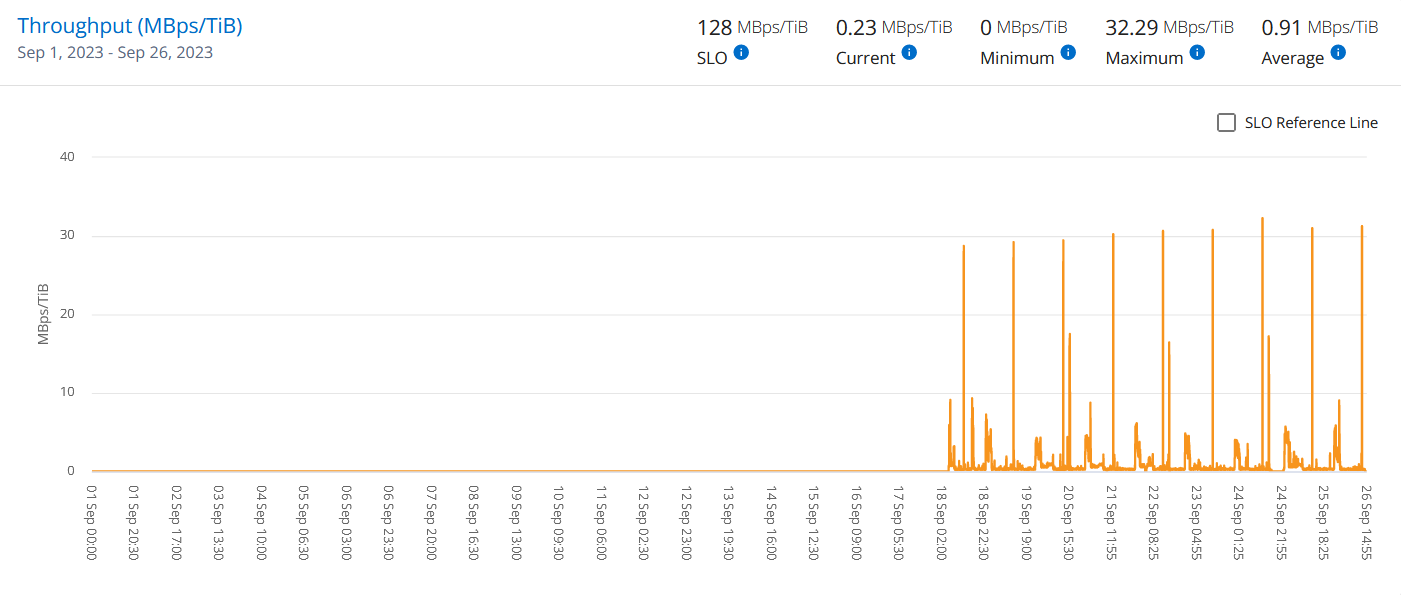 Throughput (MBps/TiB)
Sep 1, 2023 - Sep 26, 2023
128 MBps/TiB
SLO
0.23 MBps/TiB
Current
0 MBps/TiB
Minimum
32.29 MBps/TiB
Maximum
0.91 MBps/TiB
Average
SLO Reference Line
MBps/TiB
40
30
20
10
0
01 Sep 00:00
01 Sep 20:30
02 Sep 17:00
03 Sep 13:30
04 Sep 10:00
05 Sep 06:30
06 Sep 03:00
06 Sep 23:30
07 Sep 20:00
08 Sep 16:30
09 Sep 13:00
10 Sep 09:30
11 Sep 06:00
12 Sep 02:30
12 Sep 23:00
13 Sep 19:30
14 Sep 16:00
15 Sep 12:30
16 Sep 09:00
17 Sep 05:30
18 Sep 02:00
18 Sep 22:30
19 Sep 19:00
20 Sep 15:30
21 Sep 11:55
22 Sep 08:25
23 Sep 04:55
24 Sep 01:25
24 Sep 21:55
25 Sep 18:25
26 Sep 14:55